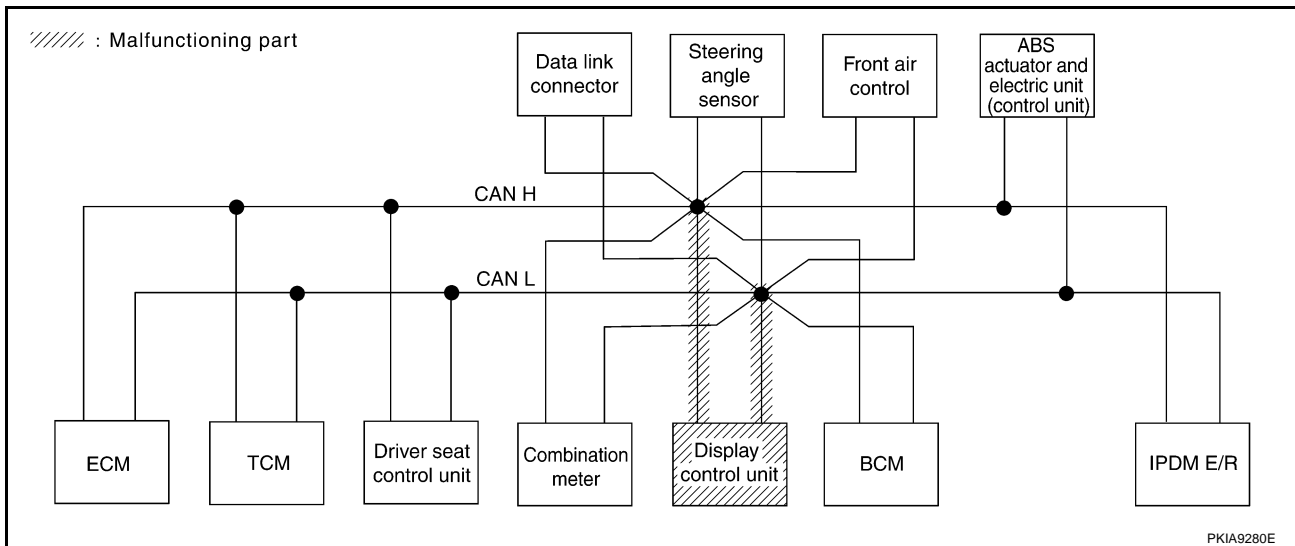 : Malfunctioning part
Data link
connector
Steering
angle
sensor
Front air
control
ABS
actuator and
electric unit
(control unit)
CAN H
CAN L
ECM
TCM
Driver seat
control unit
Combination
meter
Display
control unit
BCM
IPDM E/R
PKIA9280E